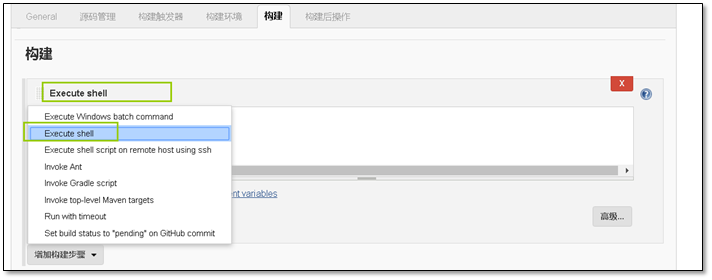 General 源码管理 构建触发器 构建环境 构建 构建后操作
构建
Execute shell
X
Execute Windows batch command
Execute shell
Execute shell script on remote host using ssh
Invoke Ant
Invoke Gradle script
nt variables
Invoke top-level Maven targets
高级...
Run with timeout
Set build status to "pending" on GitHub commit
增加构建步骤